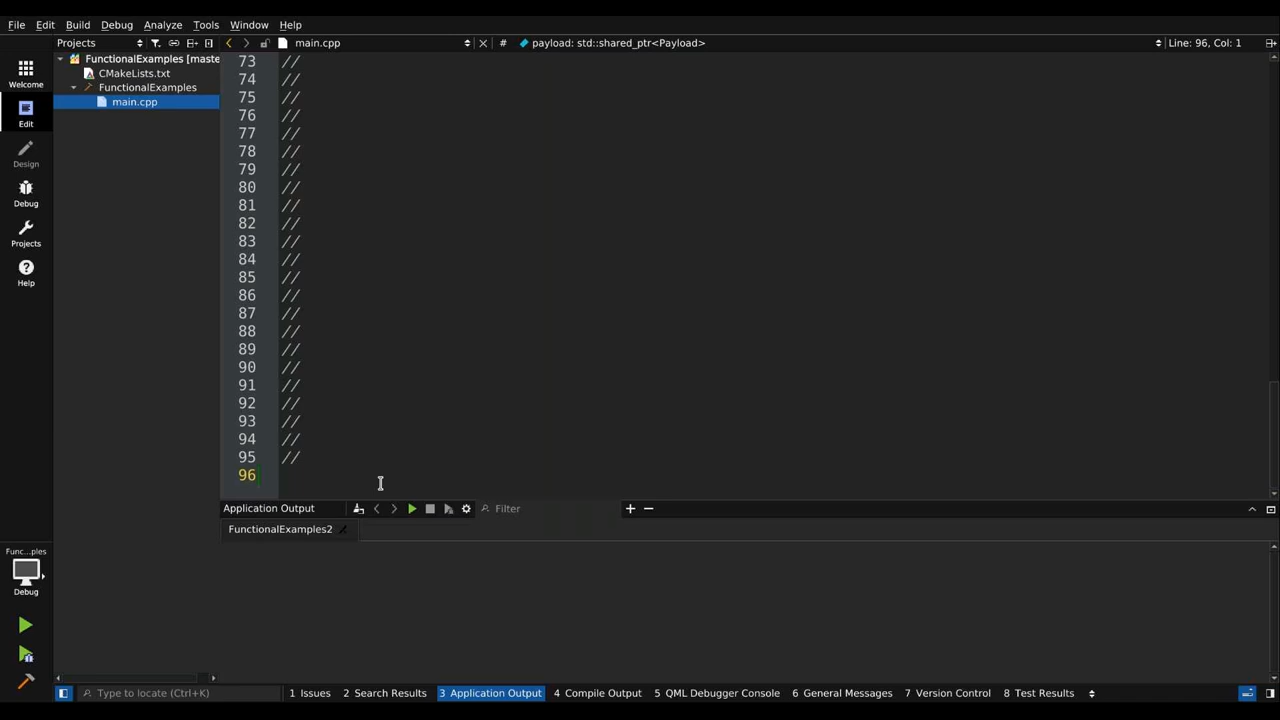 File Edit Build Debug Analyze Tools Window Help
Projects main.cpp # payload: std::shared_ptr<Payload> Line: 96, Col: 1
Welcome
Edit
Design
Debug
Projects
Help
FunctionalExamples [maste
CMakeLists.txt
FunctionalExamples
main.cpp
73 //
74 //
75 //
76 //
77 //
78 //
79 //
80 //
81 //
82 //
83 //
84 //
85 //
86 //
87 //
88 //
89 //
90 //
91 //
92 //
93 //
94 //
95 //
96
Application Output Filter
FunctionalExamples2
Func...ples
Debug
Type to locate (Ctrl+K) 1 Issues 2 Search Results 3 Application Output 4 Compile Output 5 QML Debugger Console 6 General Messages 7 Version Control 8 Test Results